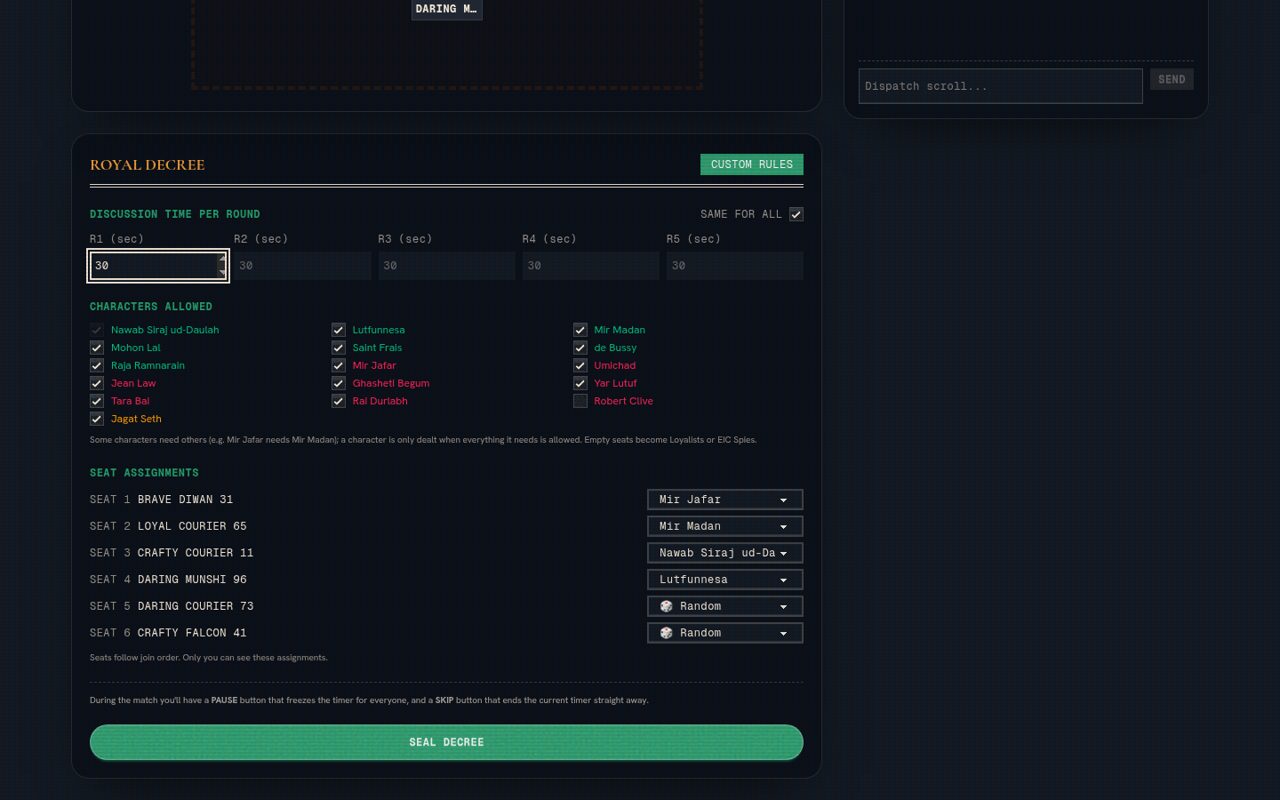 DARING M…
Dispatch scroll...
SEND
ROYAL DECREE
CUSTOM RULES
DISCUSSION TIME PER ROUND
SAME FOR ALL
R1 (sec) R2 (sec) R3 (sec) R4 (sec) R5 (sec)
30 30 30 30 30
CHARACTERS ALLOWED
Nawab Siraj ud-Daulah Lutfunnesa Mir Madan
Mohon Lal Saint Frais de Bussy
Raja Ramnarain Mir Jafar Umichad
Jean Law Ghasheti Begum Yar Lutuf
Tara Bai Rai Durlabh Robert Clive
Jagat Seth
Some characters need others (e.g. Mir Jafar needs Mir Madan); a character is only dealt when everything it needs is allowed. Empty seats become Loyalists or EIC Spies.
SEAT ASSIGNMENTS
SEAT 1 BRAVE DIWAN 31 Mir Jafar
SEAT 2 LOYAL COURIER 65 Mir Madan
SEAT 3 CRAFTY COURIER 11 Nawab Siraj ud-Da
SEAT 4 DARING MUNSHI 96 Lutfunnesa
SEAT 5 DARING COURIER 73 🎲 Random
SEAT 6 CRAFTY FALCON 41 🎲 Random
Seats follow join order. Only you can see these assignments.
During the match you'll have a PAUSE button that freezes the timer for everyone, and a SKIP button that ends the current timer straight away.
SEAL DECREE